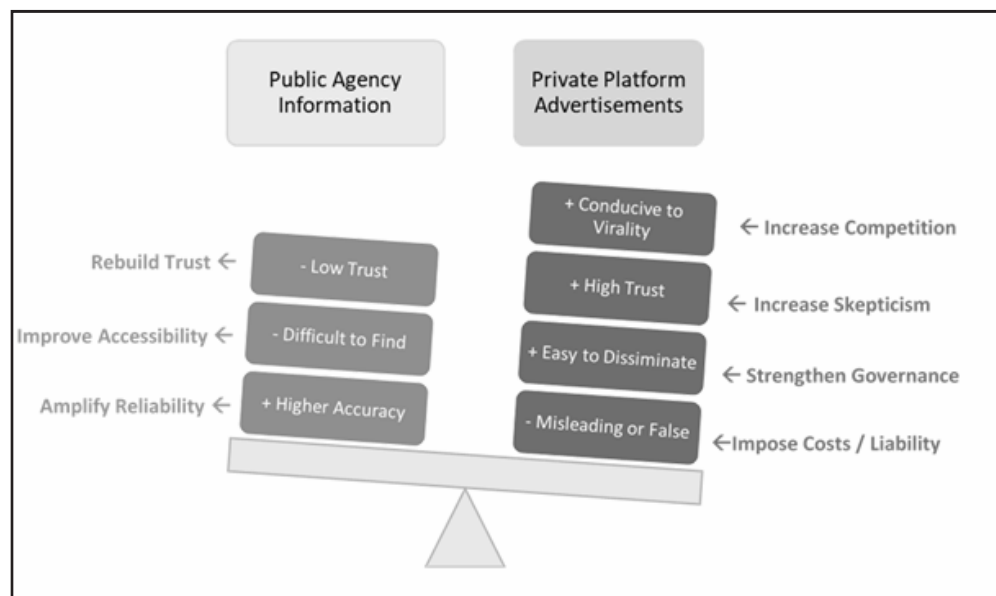 Public Agency
Information
Private Platform
Advertisements
+ Conducive to
Virality
← Increase Competition
Rebuild Trust ←
- Low Trust
+ High Trust
← Increase Skepticism
Improve Accessibility ←
- Difficult to Find
+ Easy to Dissiminate
← Strengthen Governance
Amplify Reliability ←
+ Higher Accuracy
- Misleading or False
←Impose Costs / Liability